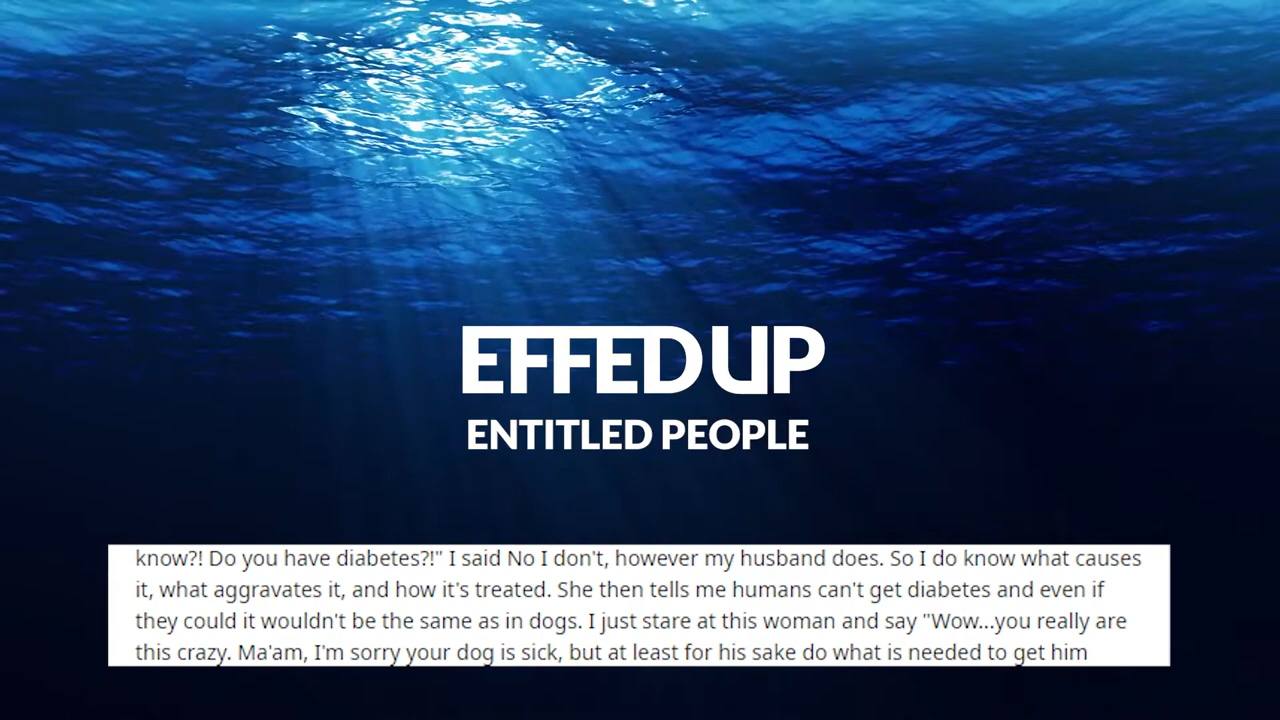 EFFED UP
ENTITLED PEOPLE
know?! Do you have diabetes?!" I said No I don't, however my husband does. So I do know what causes
it, what aggravates it, and how it's treated. She then tells me humans can't get diabetes and even if
they could it wouldn't be the same as in dogs. I just stare at this woman and say "Wow...you really are
this crazy. Ma'am, I'm sorry your dog is sick, but at least for his sake do what is needed to get him